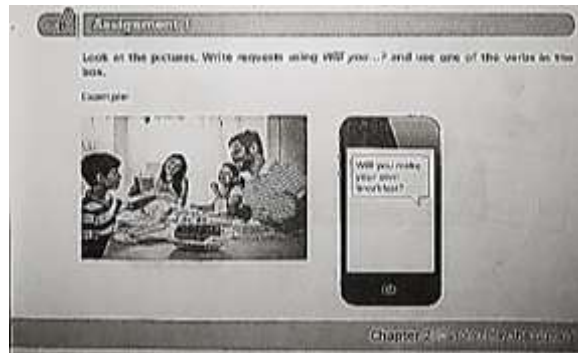 Assignment 1
Look at the pictures. Write requests using Will you...? and use one of the verbs in the
box.
Example:
Will you make
your own
breakfast?
Chapter 2